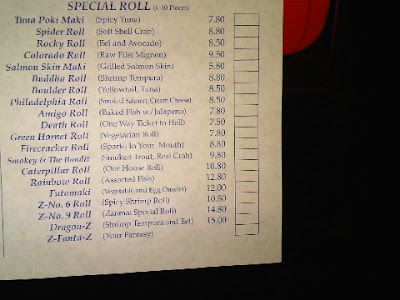 SPECIAL ROLL (4-10 Pieces)
Tuna Poki Maki (Spicy Tuna) 7.80
Spider Roll (Soft Shell Crab) 9.80
Rocky Roll (Eel and Avocado) 8.50
Colorado Roll (Raw Filet Mignon) 9.80
Salmon Skin Maki (Grilled Salmon Skin) 5.80
Buddha Roll (Shrimp Tempura) 8.80
Boulder Roll (Yellowtail, Tuna) 8.50
Philadelphia Roll (Smoked Salmon, Cream Cheese) 8.50
Amigo Roll (Baked Fish w/Jalapeno) 7.80
Death Roll (One Way Ticket to Hell) 7.50
Green Hornet Roll (Vegetarian Roll) 7.80
Firecracker Roll (Spark In Your Mouth) 8.80
Smokey & The Bandit (Smoked Trout, Real Crab) 9.80
Caterpillar Roll (Our House Roll) 10.80
Rainbow Roll (Assorted Fish) 12.80
Futomaki (Vegetable and Egg Omelet) 12.00
Z-No. 6 Roll (Spicy Shrimp Roll) 10.80
Z-No. 9 Roll (Zanmai Special Roll) 14.80
Dragon-Z (Shrimp Tempura and Eel) 15.00
Z-Fanta-Z (Your Fantasy)